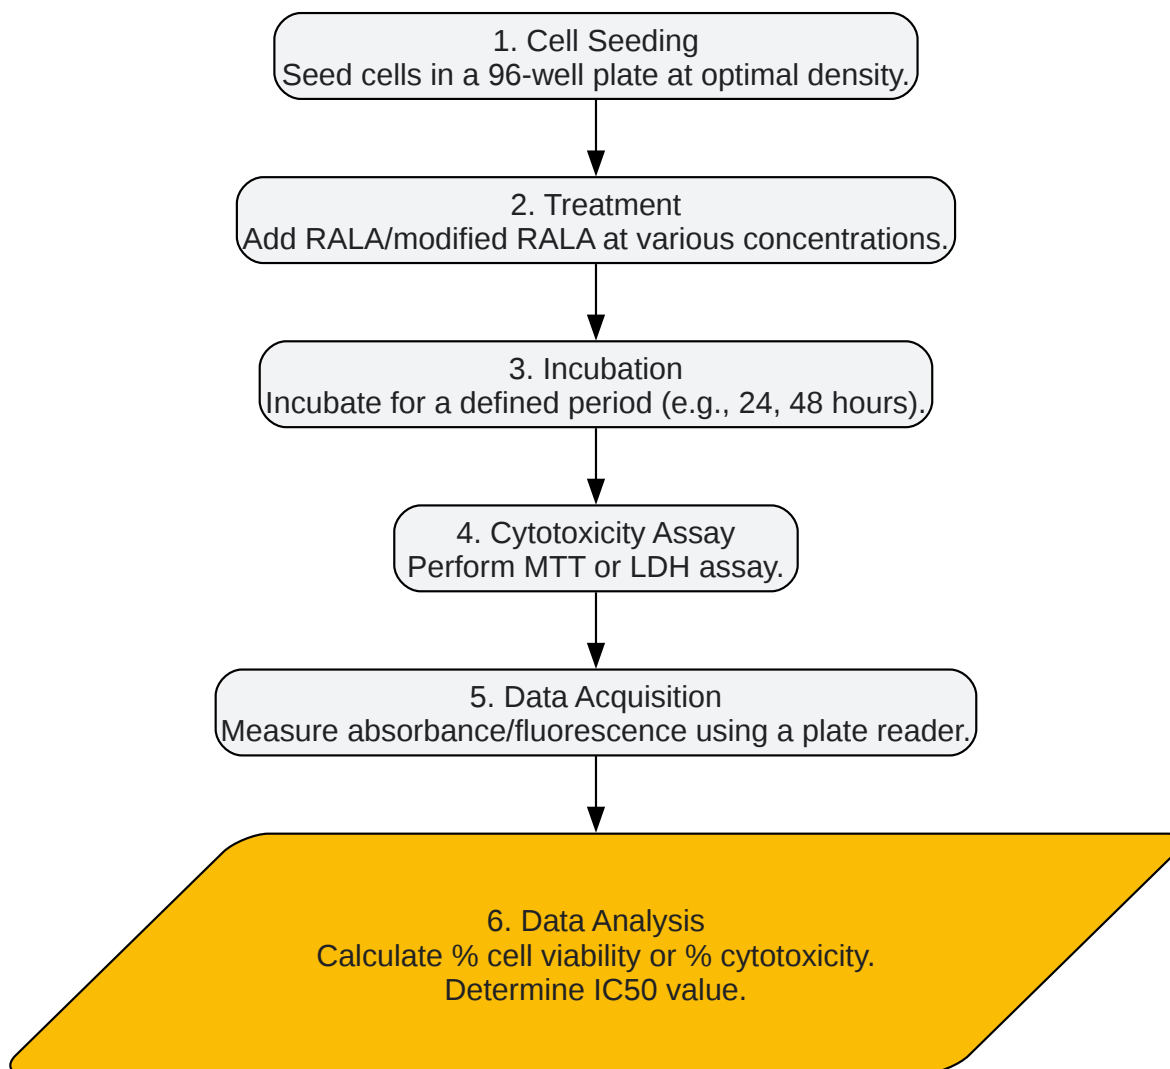 1. Cell Seeding
Seed cells in a 96-well plate at optimal density.
2. Treatment
Add RALA/modified RALA at various concentrations.
3. Incubation
Incubate for a defined period (e.g., 24, 48 hours).
4. Cytotoxicity Assay
Perform MTT or LDH assay.
5. Data Acquisition
Measure absorbance/fluorescence using a plate reader.
6. Data Analysis
Calculate % cell viability or % cytotoxicity.
Determine IC50 value.